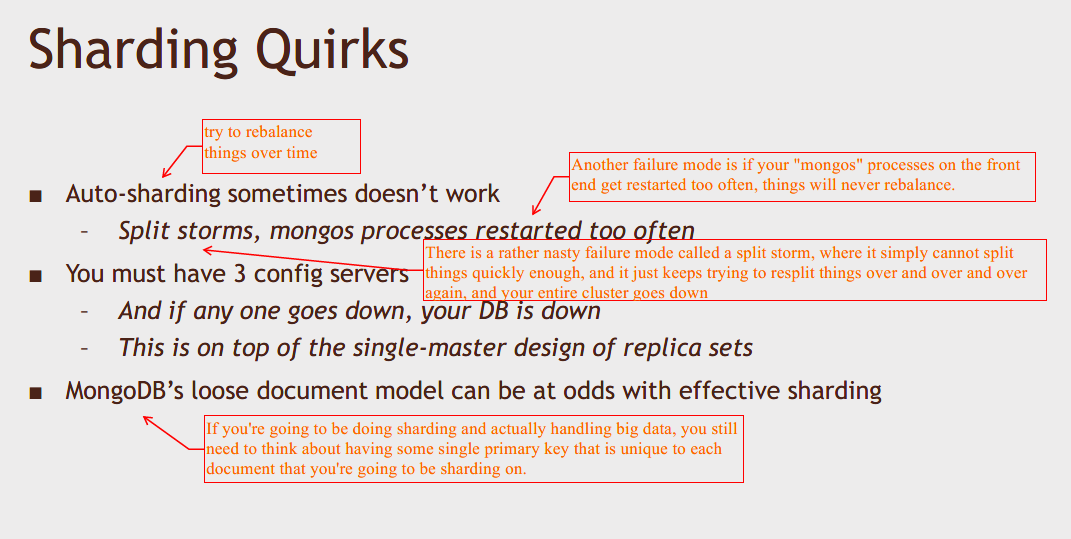 Sharding Quirks
try to rebalance
things over time
Another failure mode is if your "mongos" processes on the front
end get restarted too often, things will never rebalance.
■ Auto-sharding sometimes doesn’t work
– Split storms, mongos processes restarted too often
There is a rather nasty failure mode called a split storm, where it simply cannot split
things quickly enough, and it just keeps trying to resplit things over and over and over
again, and your entire cluster goes down
■ You must have 3 config servers
– And if any one goes down, your DB is down
– This is on top of the single-master design of replica sets
■ MongoDB’s loose document model can be at odds with effective sharding
If you're going to be doing sharding and actually handling big data, you still
need to think about having some single primary key that is unique to each
document that you're going to be sharding on.